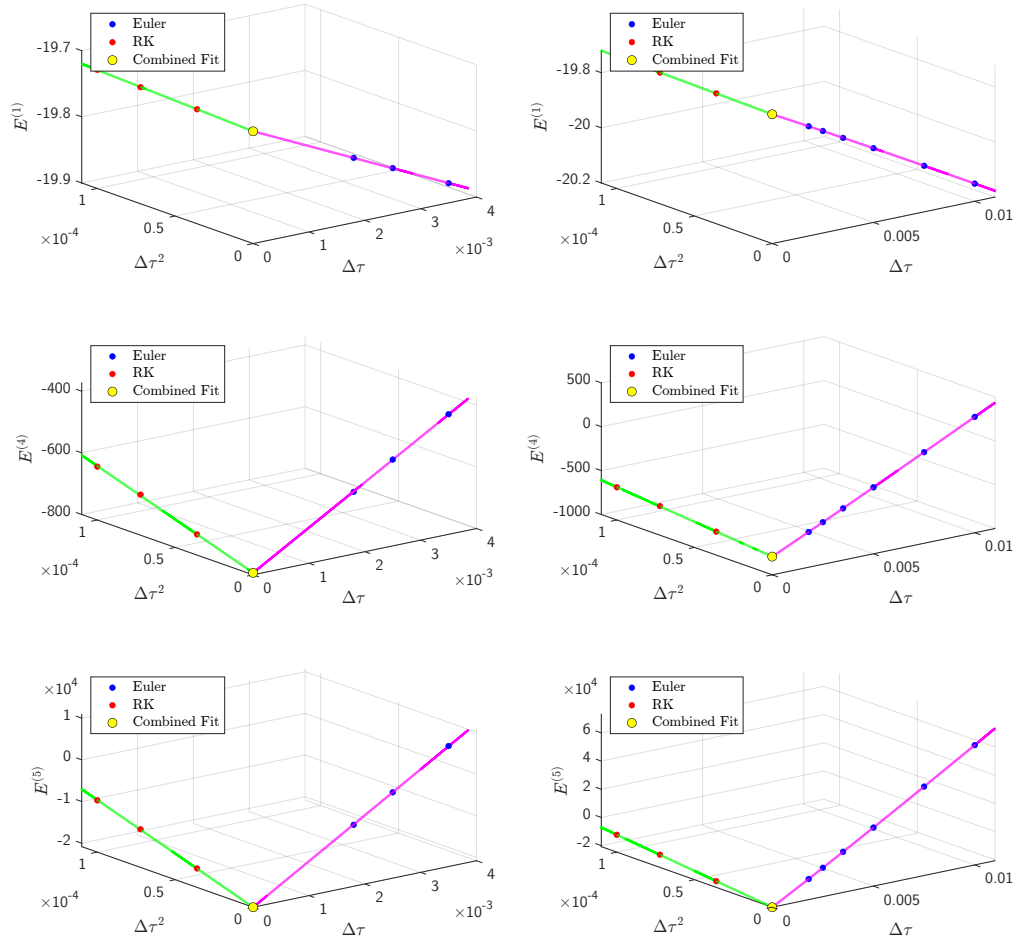 Euler
RK
Combined Fit
-19.7
-19.8
-19.9
E^(1)
1
0.5
0
×10^-4
Δτ^2
0
1
2
3
4
×10^-3
Δτ
Euler
RK
Combined Fit
-19.8
-20
-20.2
E^(1)
1
0.5
0
×10^-4
Δτ^2
0
0.005
0.01
Δτ
Euler
RK
Combined Fit
-400
-600
-800
E^(4)
1
0.5
0
×10^-4
Δτ^2
0
1
2
3
4
×10^-3
Δτ
Euler
RK
Combined Fit
500
0
-500
-1000
E^(4)
1
0.5
0
×10^-4
Δτ^2
0
0.005
0.01
Δτ
×10^4
Euler
RK
Combined Fit
1
0
-1
-2
E^(5)
1
0.5
0
×10^-4
Δτ^2
0
1
2
3
4
×10^-3
Δτ
×10^4
Euler
RK
Combined Fit
6
4
2
0
-2
E^(5)
1
0.5
0
×10^-4
Δτ^2
0
0.005
0.01
Δτ